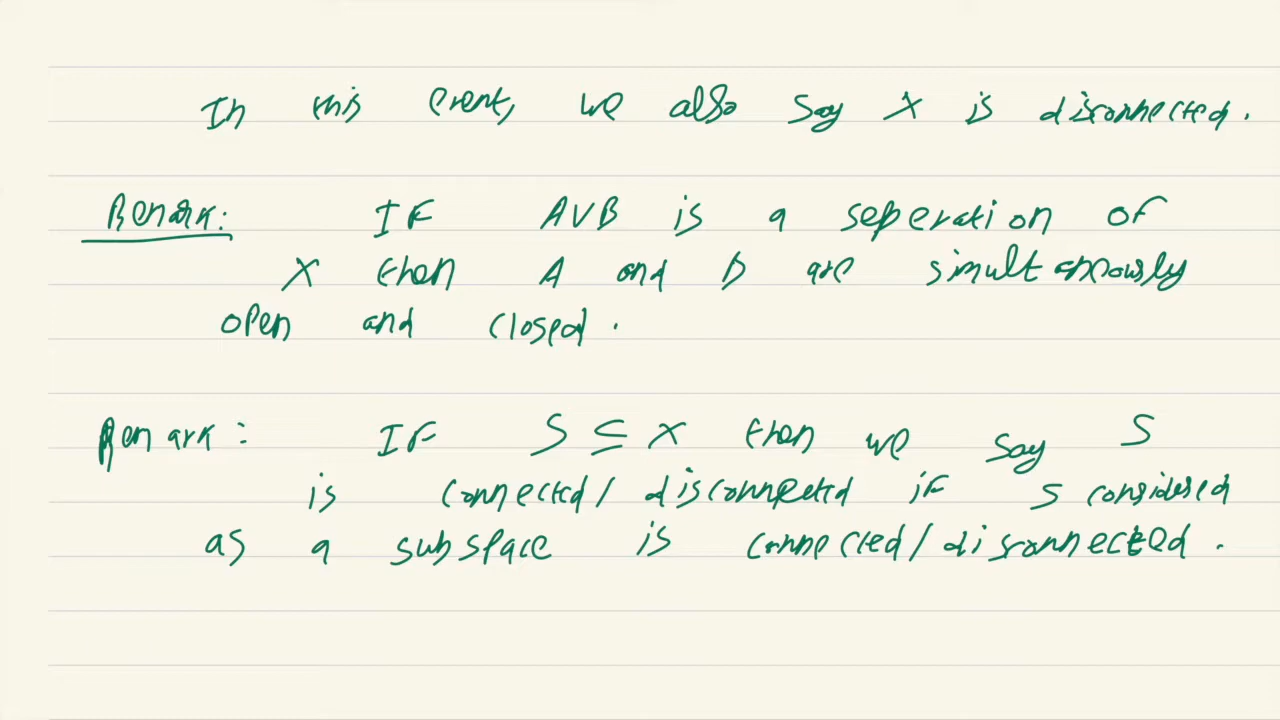 In this event, we also say X is disconnected.
Remark: IF A∪B is a seperation of
X then A and B are simultaneously
open and closed.
Remark: IF S ⊆ X then we say S
is connected/disconnected iF S considered
as a subspace is connected/disconnected.